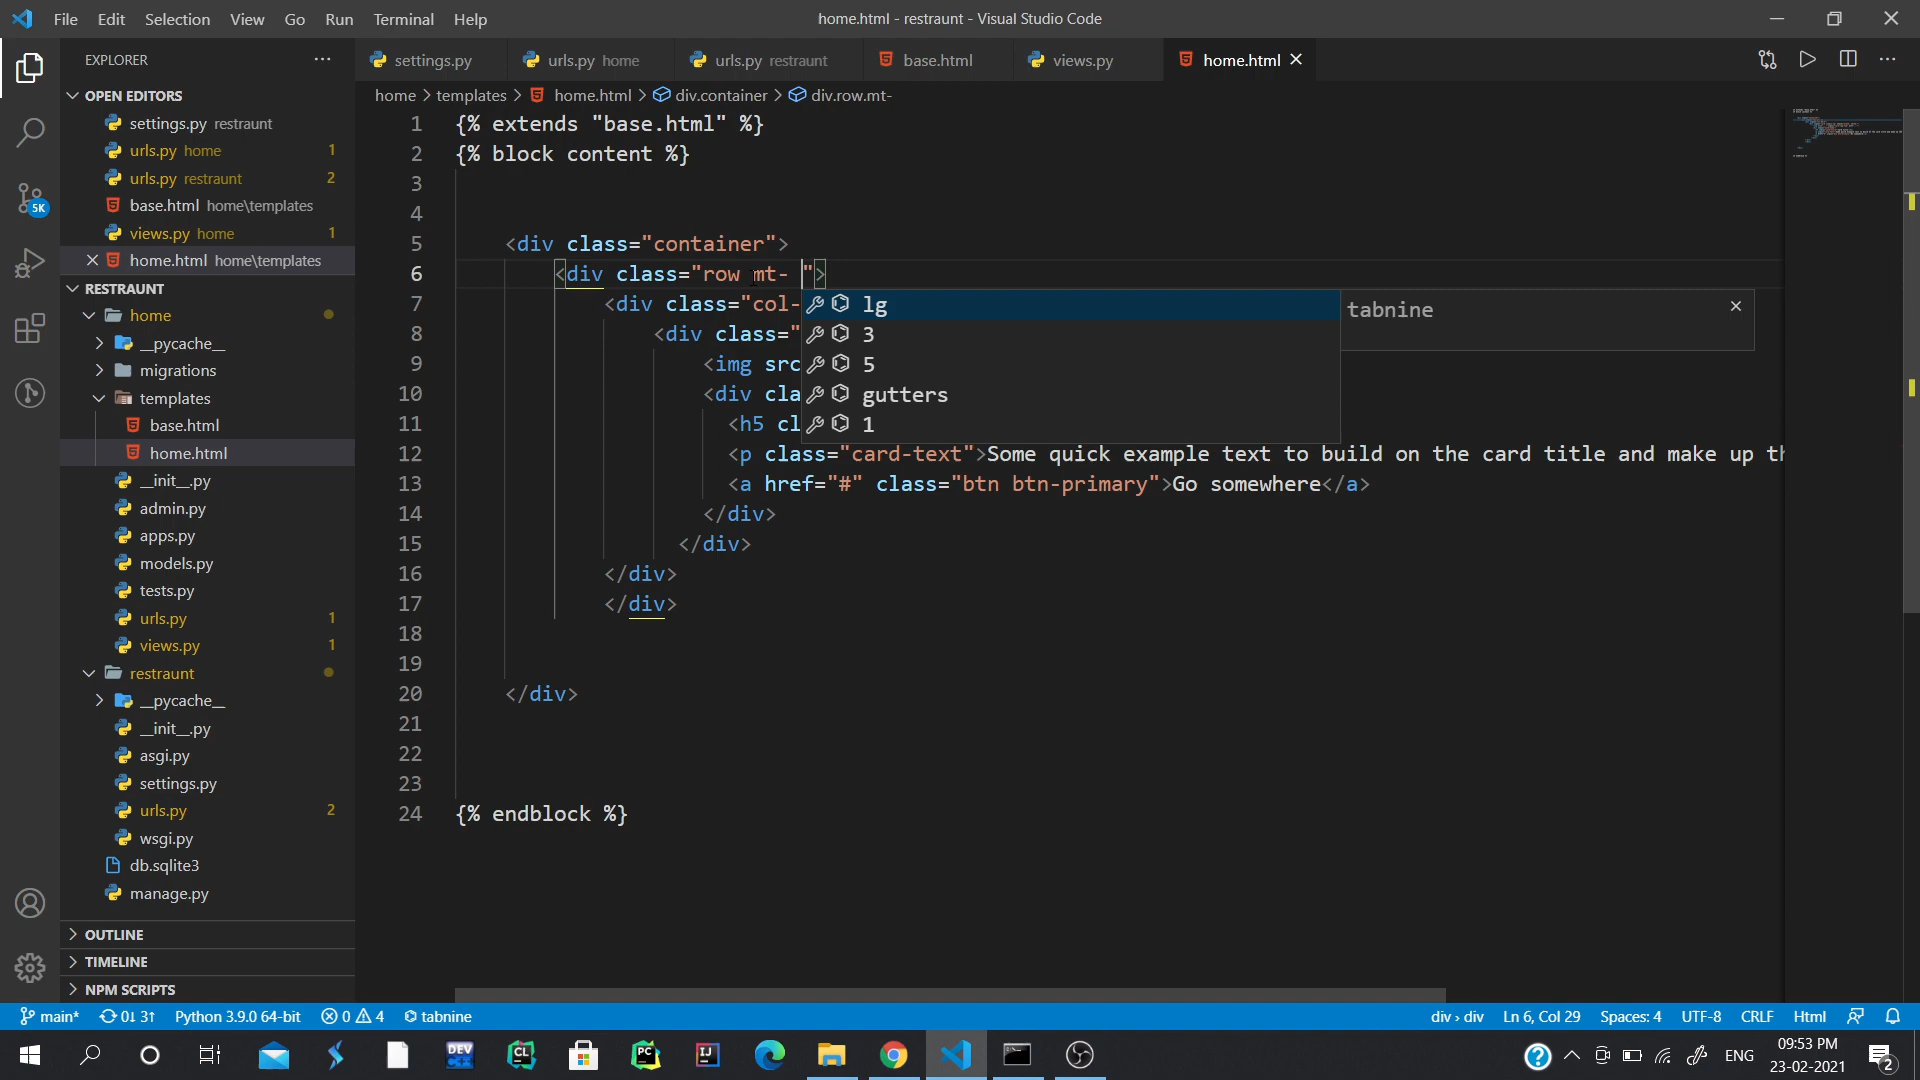 File Edit Selection View Go Run Terminal Help
home.html - restraunt - Visual Studio Code
EXPLORER
settings.py
urls.py home
urls.py restraunt
base.html
views.py
home.html
home > templates > home.html > div.container > div.row.mt-
OPEN EDITORS
settings.py restraunt
urls.py home 1
urls.py restraunt 2
base.html home\templates
views.py home 1
home.html home\templates
RESTRAUNT
home
__pycache__
migrations
templates
base.html
home.html
__init__.py
admin.py
apps.py
models.py
tests.py
urls.py 1
views.py 1
restraunt
__pycache__
__init__.py
asgi.py
settings.py
urls.py 2
wsgi.py
db.sqlite3
manage.py
OUTLINE
TIMELINE
NPM SCRIPTS
5K
1 {% extends "base.html" %}
2 {% block content %}
3
4
5 <div class="container">
6 <div class="row mt- ">
7 <div class="col-
8 <div class="
9 <img src
10 <div cla
11 <h5 cl
12 <p class="card-text">Some quick example text to build on the card title and make up th
13 <a href="#" class="btn btn-primary">Go somewhere</a>
14 </div>
15 </div>
16 </div>
17 </div>
18
19
20 </div>
21
22
23
24 {% endblock %}
lg
3
5
gutters
1
tabnine
main* 0↓ 3↑ Python 3.9.0 64-bit 0 4 tabnine
div > div Ln 6, Col 29 Spaces: 4 UTF-8 CRLF Html
DEV C++
CL
PC
IJ
ENG
09:53 PM
23-02-2021
2